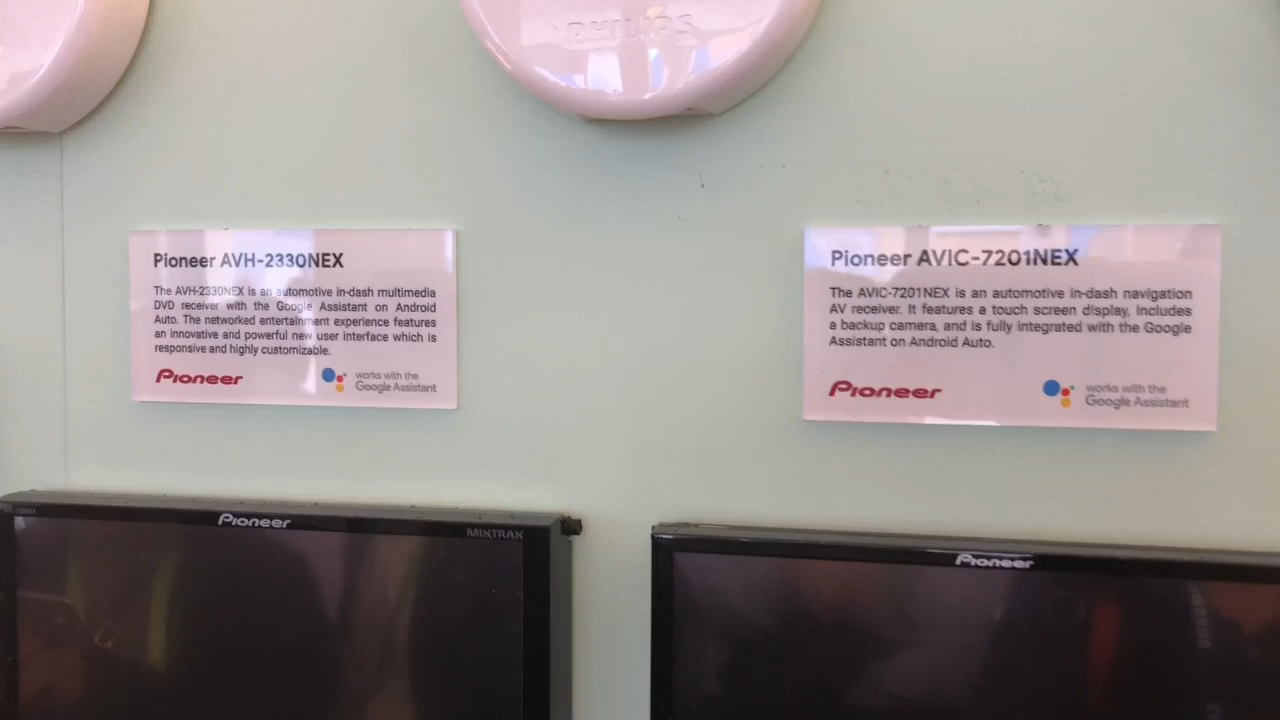 PHILIPS
Pioneer AVH-2330NEX
The AVH-2330NEX is an automotive in-dash multimedia
DVD receiver with the Google Assistant on Android
Auto. The networked entertainment experience features
an innovative and powerful new user interface which is
responsive and highly customizable.
Pioneer
works with the
Google Assistant
Pioneer AVIC-7201NEX
The AVIC-7201NEX is an automotive in-dash navigation
AV receiver. It features a touch screen display, includes
a backup camera, and is fully integrated with the Google
Assistant on Android Auto.
Pioneer
works with the
Google Assistant
Pioneer
MIXTRAX
Pioneer